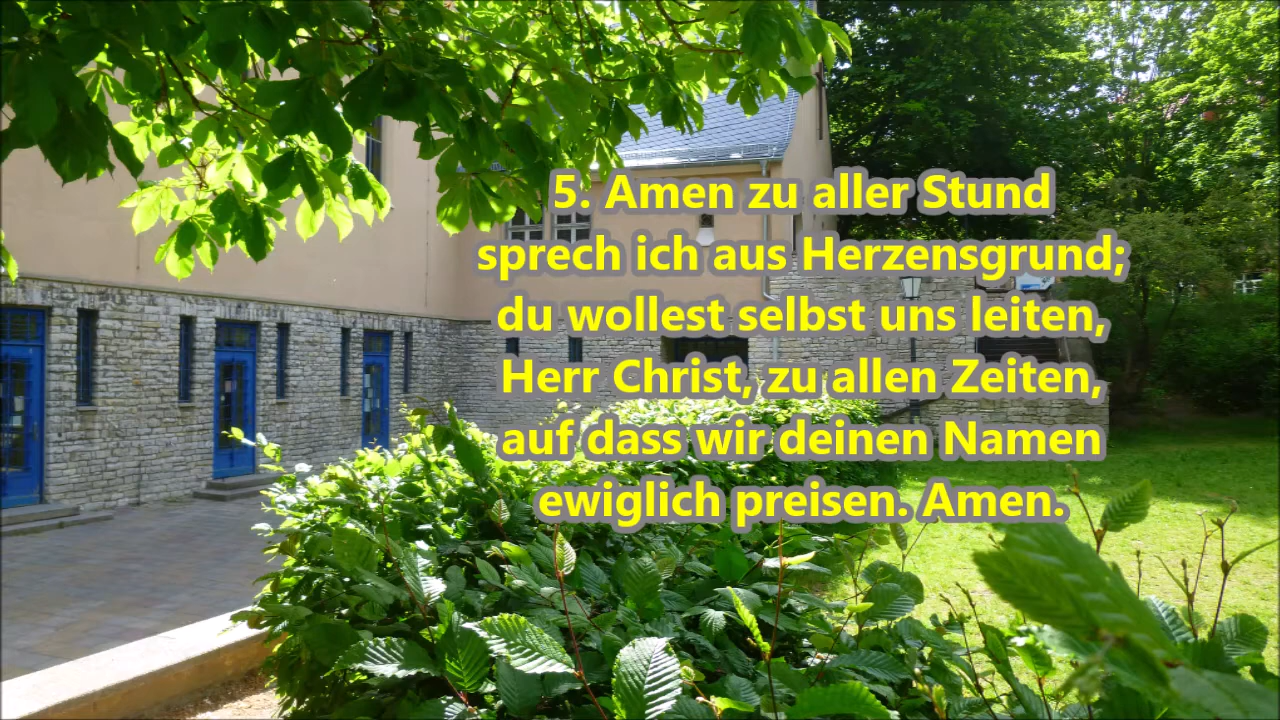 5. Amen zu aller Stund
sprech ich aus Herzensgrund;
du wollest selbst uns leiten,
Herr Christ, zu allen Zeiten,
auf dass wir deinen Namen
ewiglich preisen. Amen.